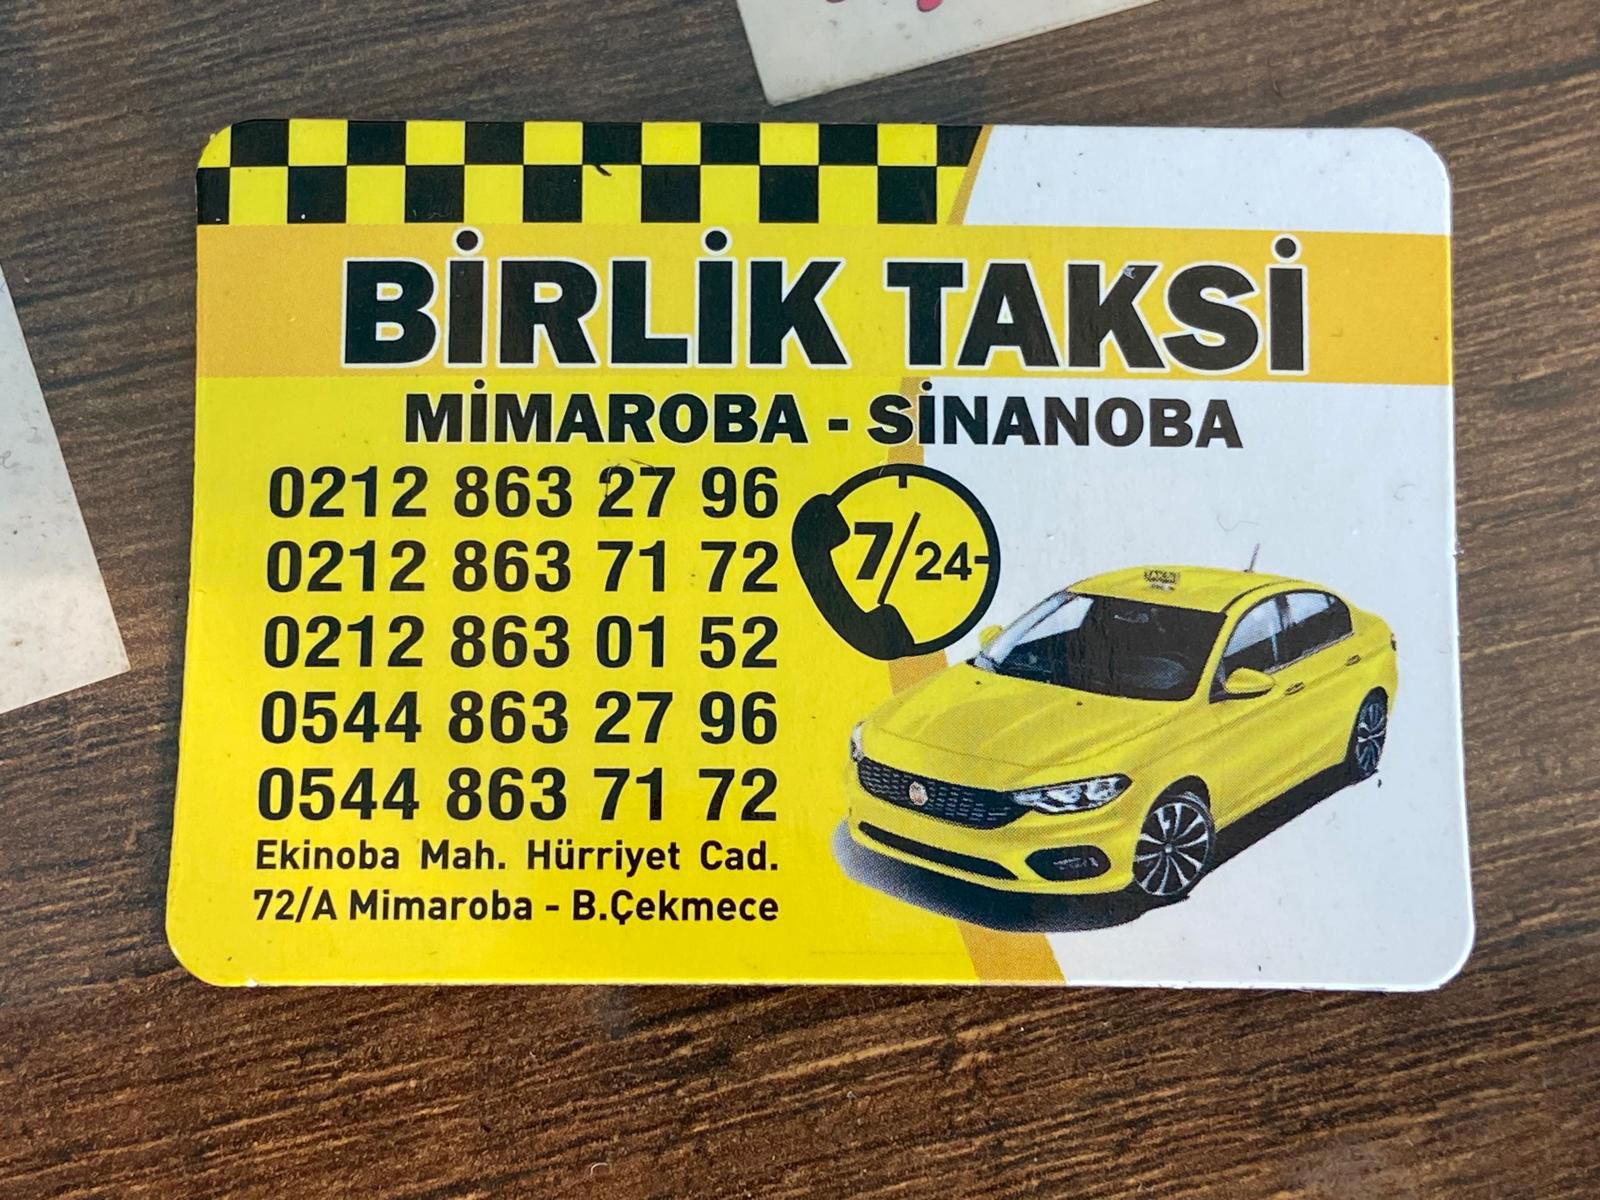 BİRLİK TAKSİ
MİMAROBA - SİNANOBA
0212 863 27 96
0212 863 71 72
0212 863 01 52
0544 863 27 96
0544 863 71 72
7/24
Ekinoba Mah. Hürriyet Cad.
72/A Mimaroba - B.Çekmece